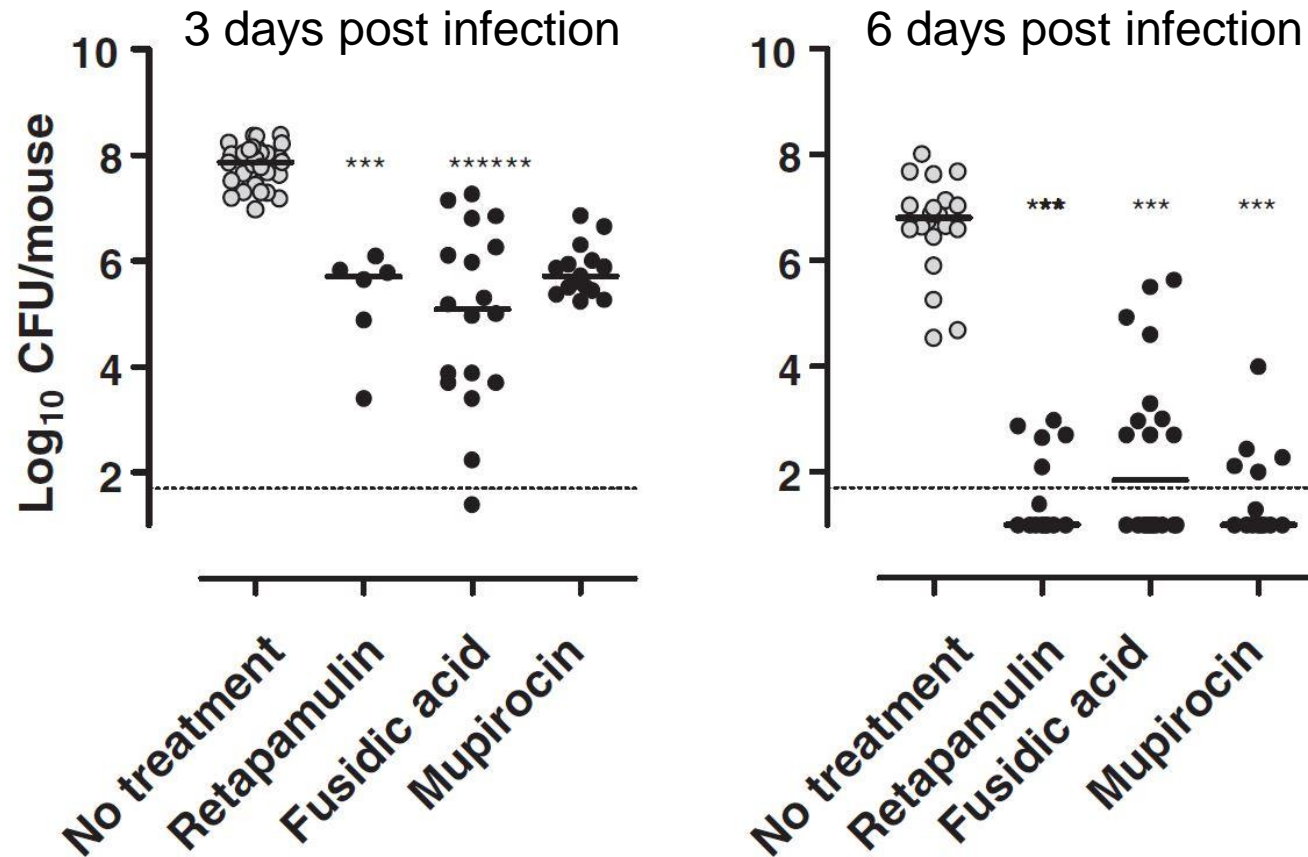 3 days post infection
6 days post infection
Log10 CFU/mouse
10
8
6
4
2
***
******
No treatment
Retapamulin
Fusidic acid
Mupirocin
10
8
6
4
2
***
***
***
No treatment
Retapamulin
Fusidic acid
Mupirocin